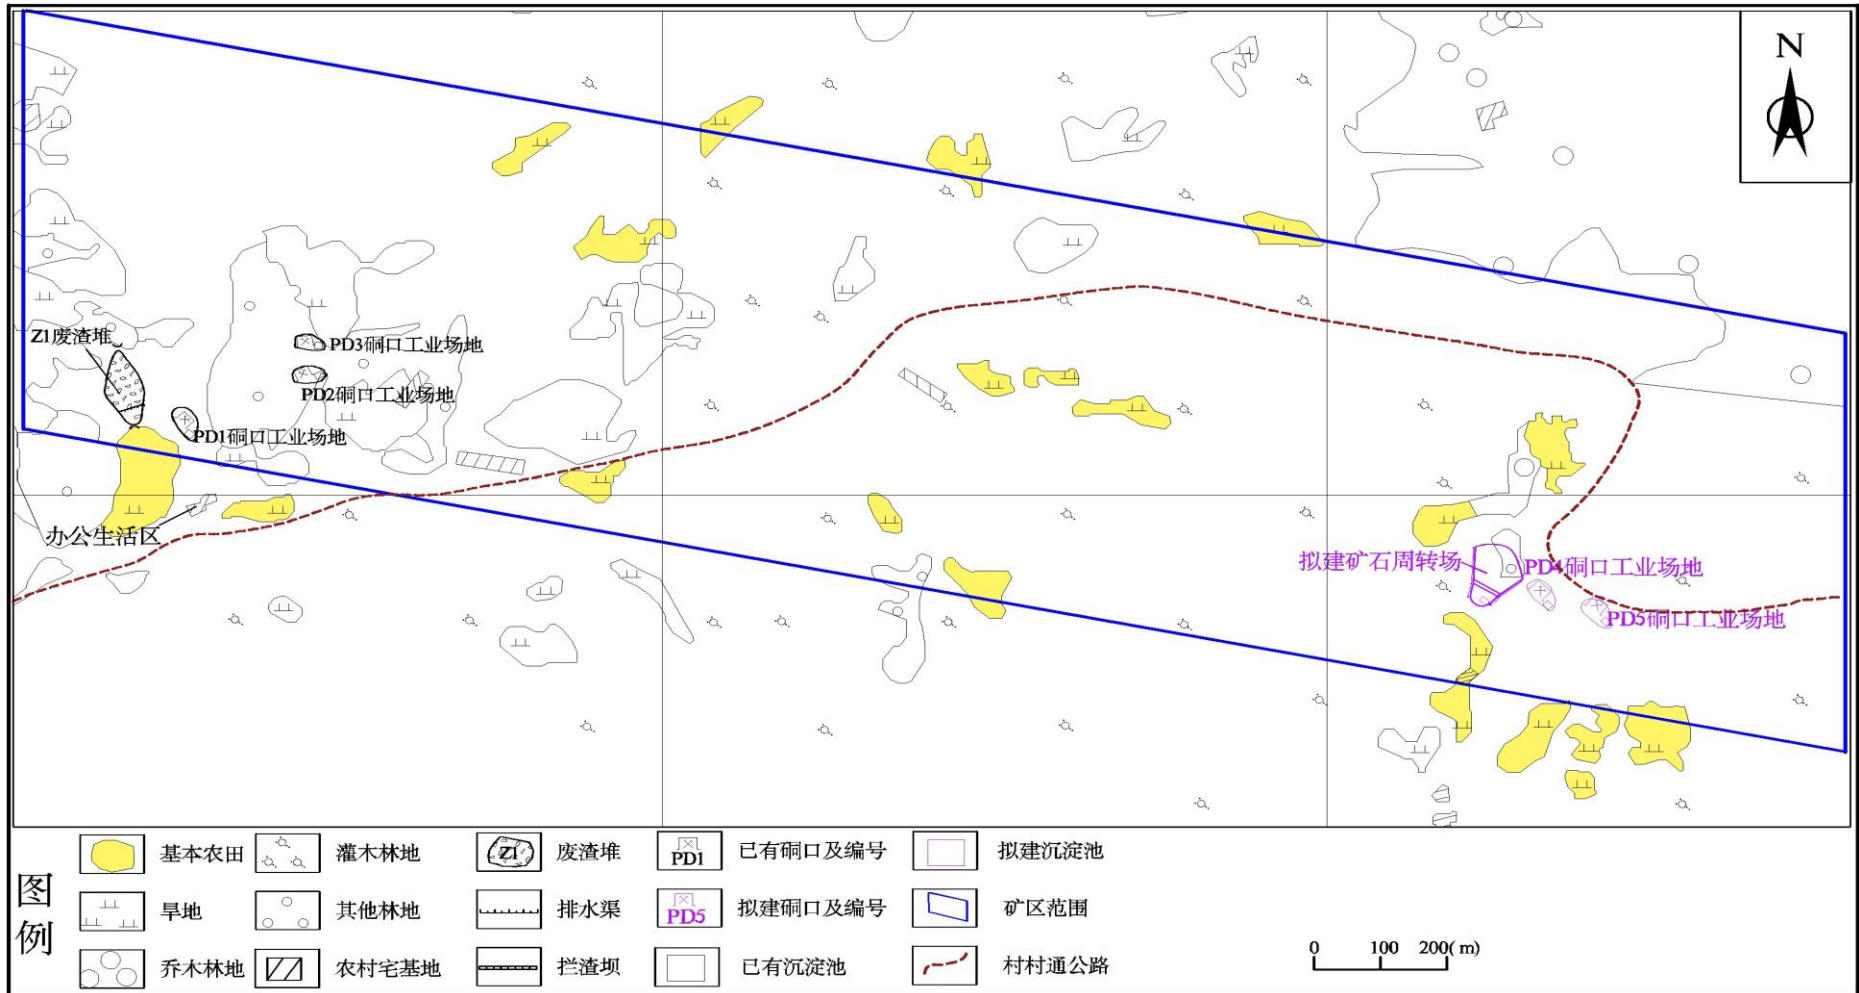 N
Z1废渣堆
PD3硐口工业场地
PD2硐口工业场地
PD1硐口工业场地
办公生活区
拟建矿石周转场
PD4硐口工业场地
PD5硐口工业场地
图例
基本农田
灌木林地
Z1
废渣堆
PD1
已有硐口及编号
拟建沉淀池
旱地
其他林地
排水渠
PD5
拟建硐口及编号
矿区范围
乔木林地
农村宅基地
拦渣坝
已有沉淀池
村村通公路
0 100 200( m)